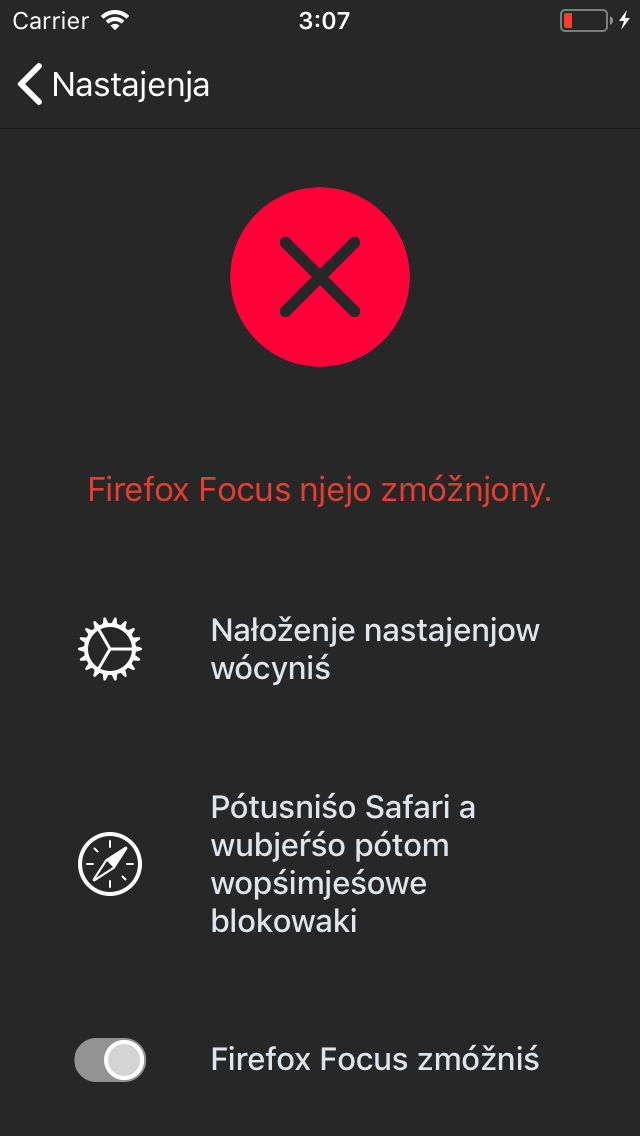 Carrier 3:07
Nastajenja
Firefox Focus njejo zmóžnjony.
Nałoženje nastajenjow
wócyniś
Pótusniśo Safari a
wubjeŕśo pótom
wopśimjeśowe
blokowaki
Firefox Focus zmóžniś